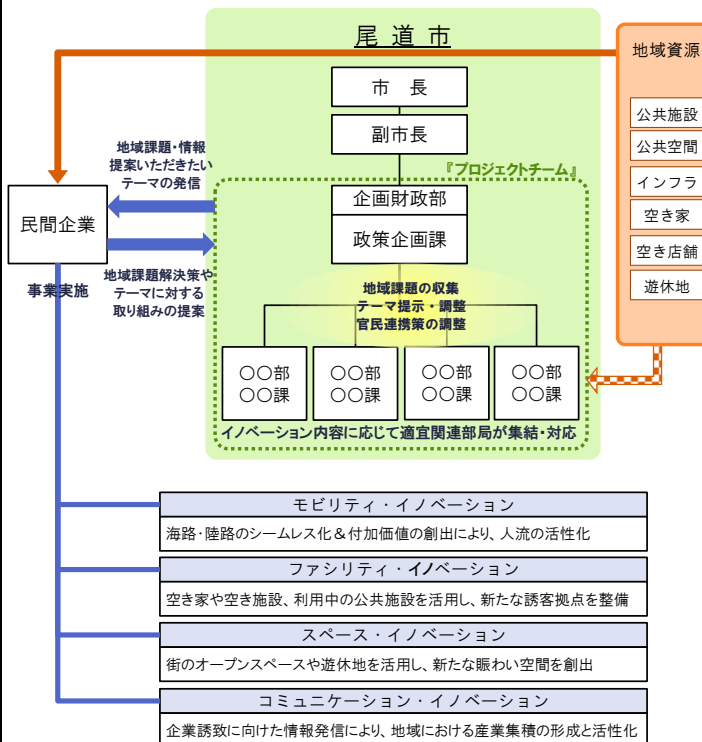 尾道市
地域資源
市　長
公共施設
副市長
公共空間
地域課題・情報
提案いただきたい
テーマの発信
『プロジェクトチーム』
インフラ
企画財政部
民間企業
空き家
政策企画課
空き店舗
地域課題解決策や
テーマに対する
取り組みの提案
事業実施
遊休地
地域課題の収集
テーマ提示・調整
官民連携策の調整
〇〇部
〇〇課
〇〇部
〇〇課
〇〇部
〇〇課
〇〇部
〇〇課
イノベーション内容に応じて適宜関連部局が集結・対応
モビリティ・イノベーション
海路・陸路のシームレス化＆付加価値の創出により、人流の活性化
ファシリティ・イノベーション
空き家や空き施設、利用中の公共施設を活用し、新たな誘客拠点を整備
スペース・イノベーション
街のオープンスペースや遊休地を活用し、新たな賑わい空間を創出
コミュニケーション・イノベーション
企業誘致に向けた情報発信により、地域における産業集積の形成と活性化